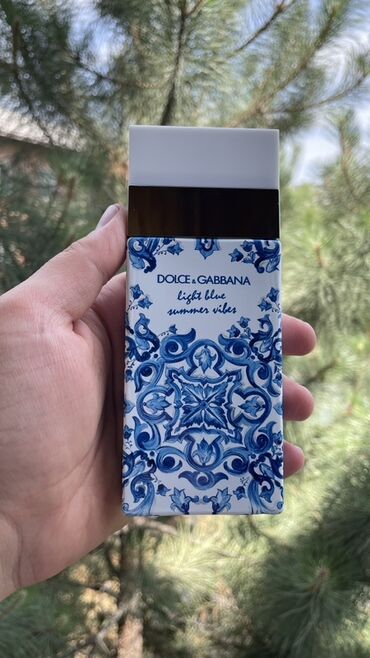 DOLCE & GABBANA
light blue
summer vibes